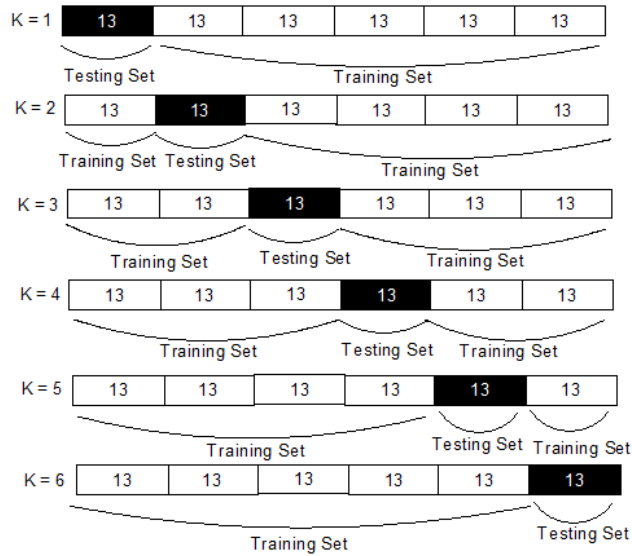 K = 1 13 13 13 13 13 13
Testing Set Training Set
K = 2 13 13 13 13 13 13
Training Set Testing Set Training Set
K = 3 13 13 13 13 13 13
Training Set Testing Set Training Set
K = 4 13 13 13 13 13 13
Training Set Testing Set Training Set
K = 5 13 13 13 13 13 13
Training Set Testing Set Training Set
K = 6 13 13 13 13 13 13
Training Set Testing Set